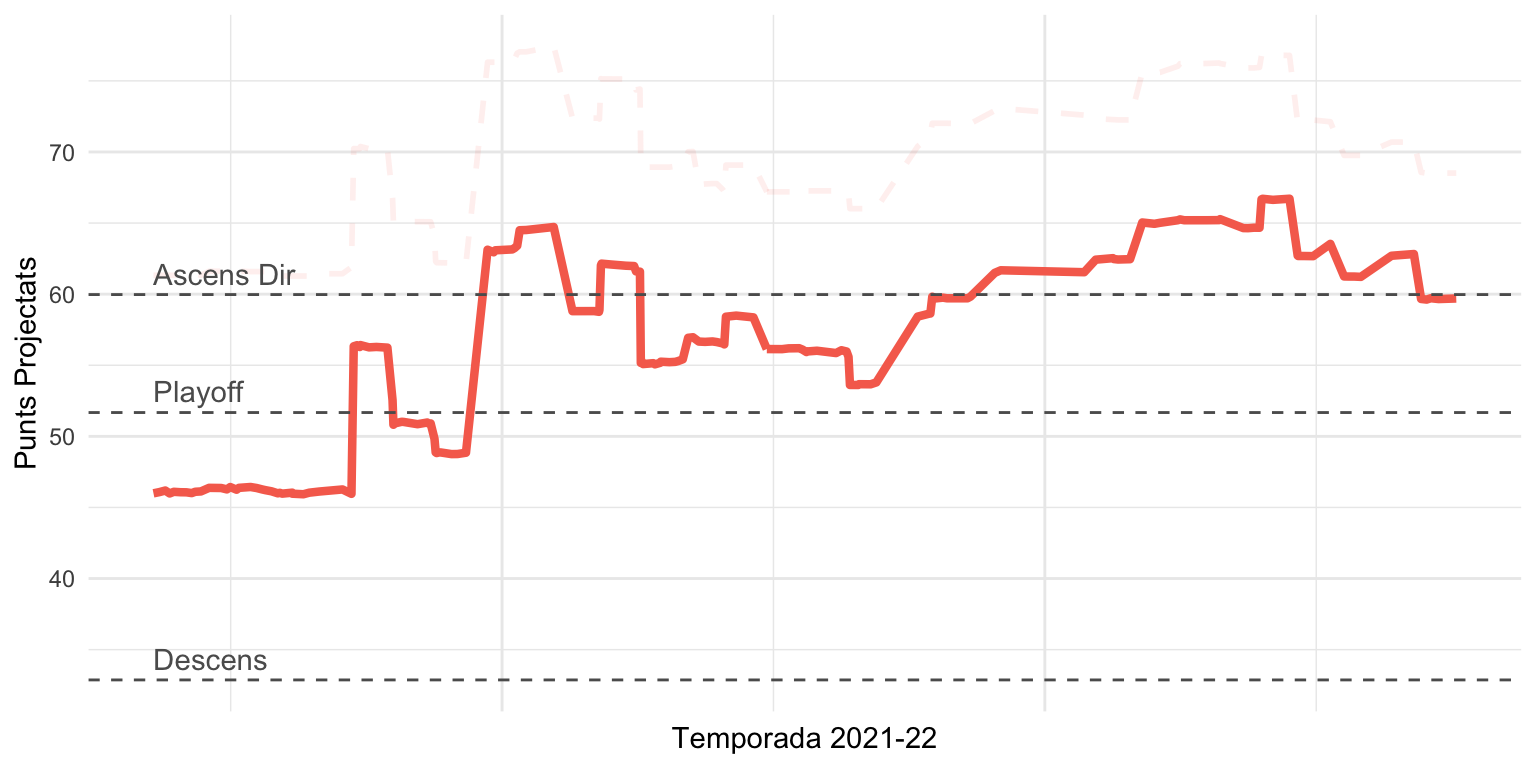 Punts Projectats
70
60
50
40
Ascens Dir
Playoff
Descens
Temporada 2021-22